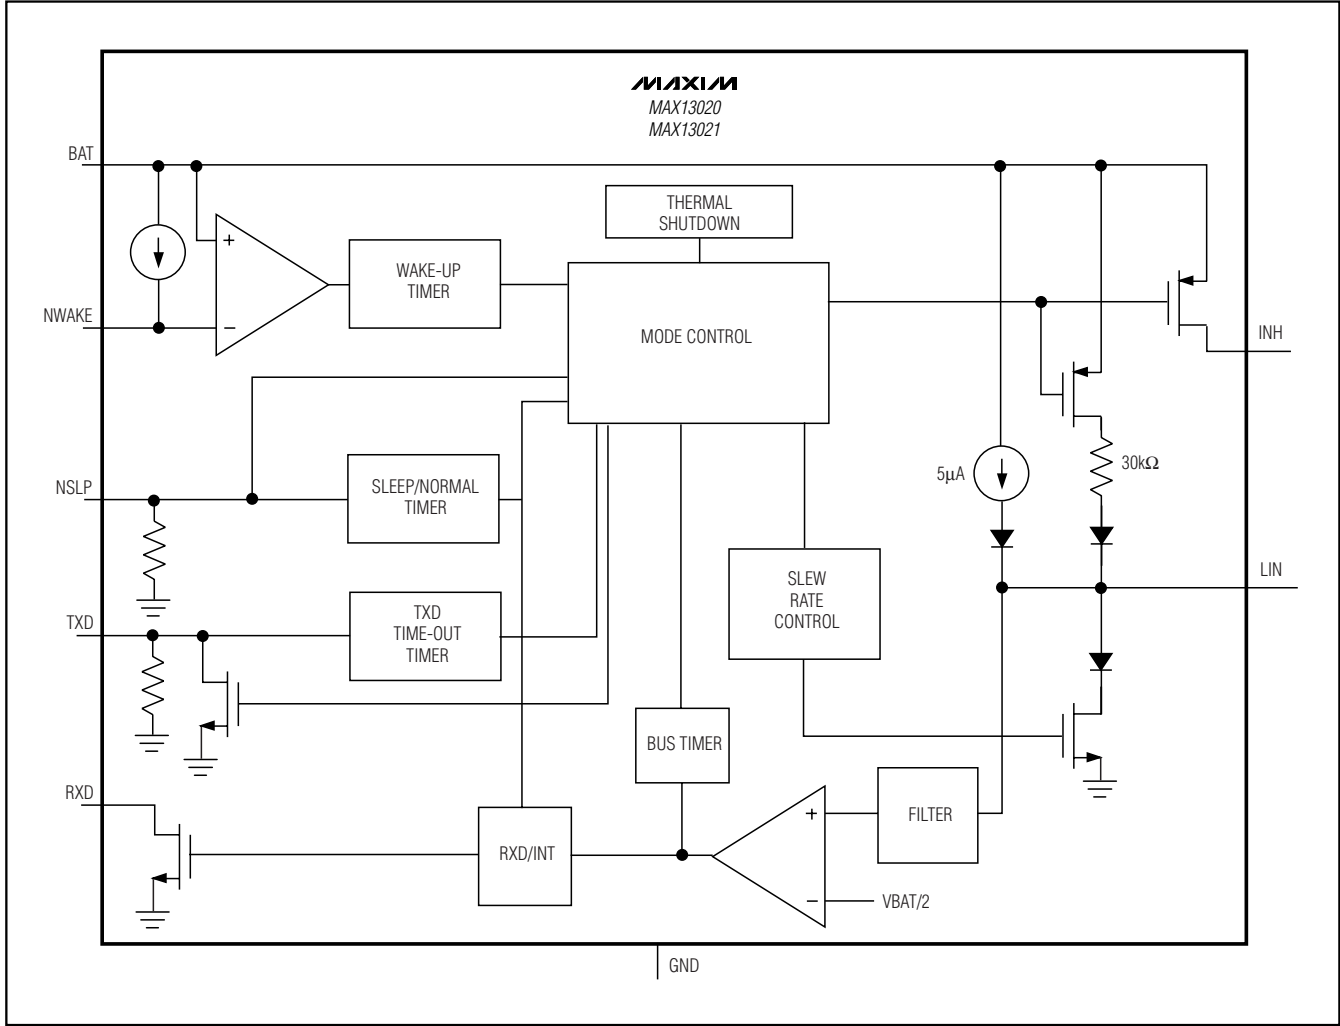 MAXIM
MAX13020
MAX13021
BAT
THERMAL
SHUTDOWN
+
WAKE-UP
TIMER
NWAKE
−
MODE CONTROL
INH
NSLP
SLEEP/NORMAL
TIMER
5μA
30kΩ
SLEW
RATE
CONTROL
LIN
TXD
TXD
TIME-OUT
TIMER
BUS TIMER
RXD
RXD/INT
+
FILTER
−
VBAT/2
GND